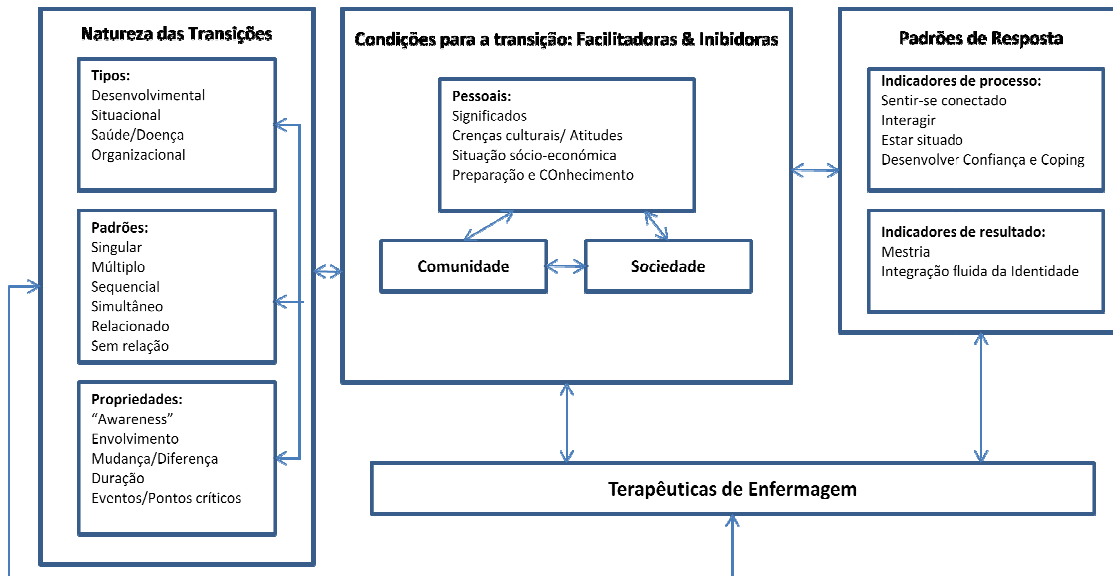 Natureza das Transições
Tipos:
Desenvolvimental
Situacional
Saúde/Doença
Organizacional
Padrões:
Singular
Múltiplo
Sequencial
Simultâneo
Relacionado
Sem relação
Propriedades:
“Awareness”
Envolvimento
Mudança/Diferença
Duração
Eventos/Pontos críticos
Condições para a transição: Facilitadoras & Inibidoras
Pessoais:
Significados
Crenças culturais/ Atitudes
Situação sócio-económica
Preparação e COnhecimento
Comunidade
Sociedade
Padrões de Resposta
Indicadores de processo:
Sentir-se conectado
Interagir
Estar situado
Desenvolver Confiança e Coping
Indicadores de resultado:
Mestria
Integração fluida da Identidade
Terapêuticas de Enfermagem